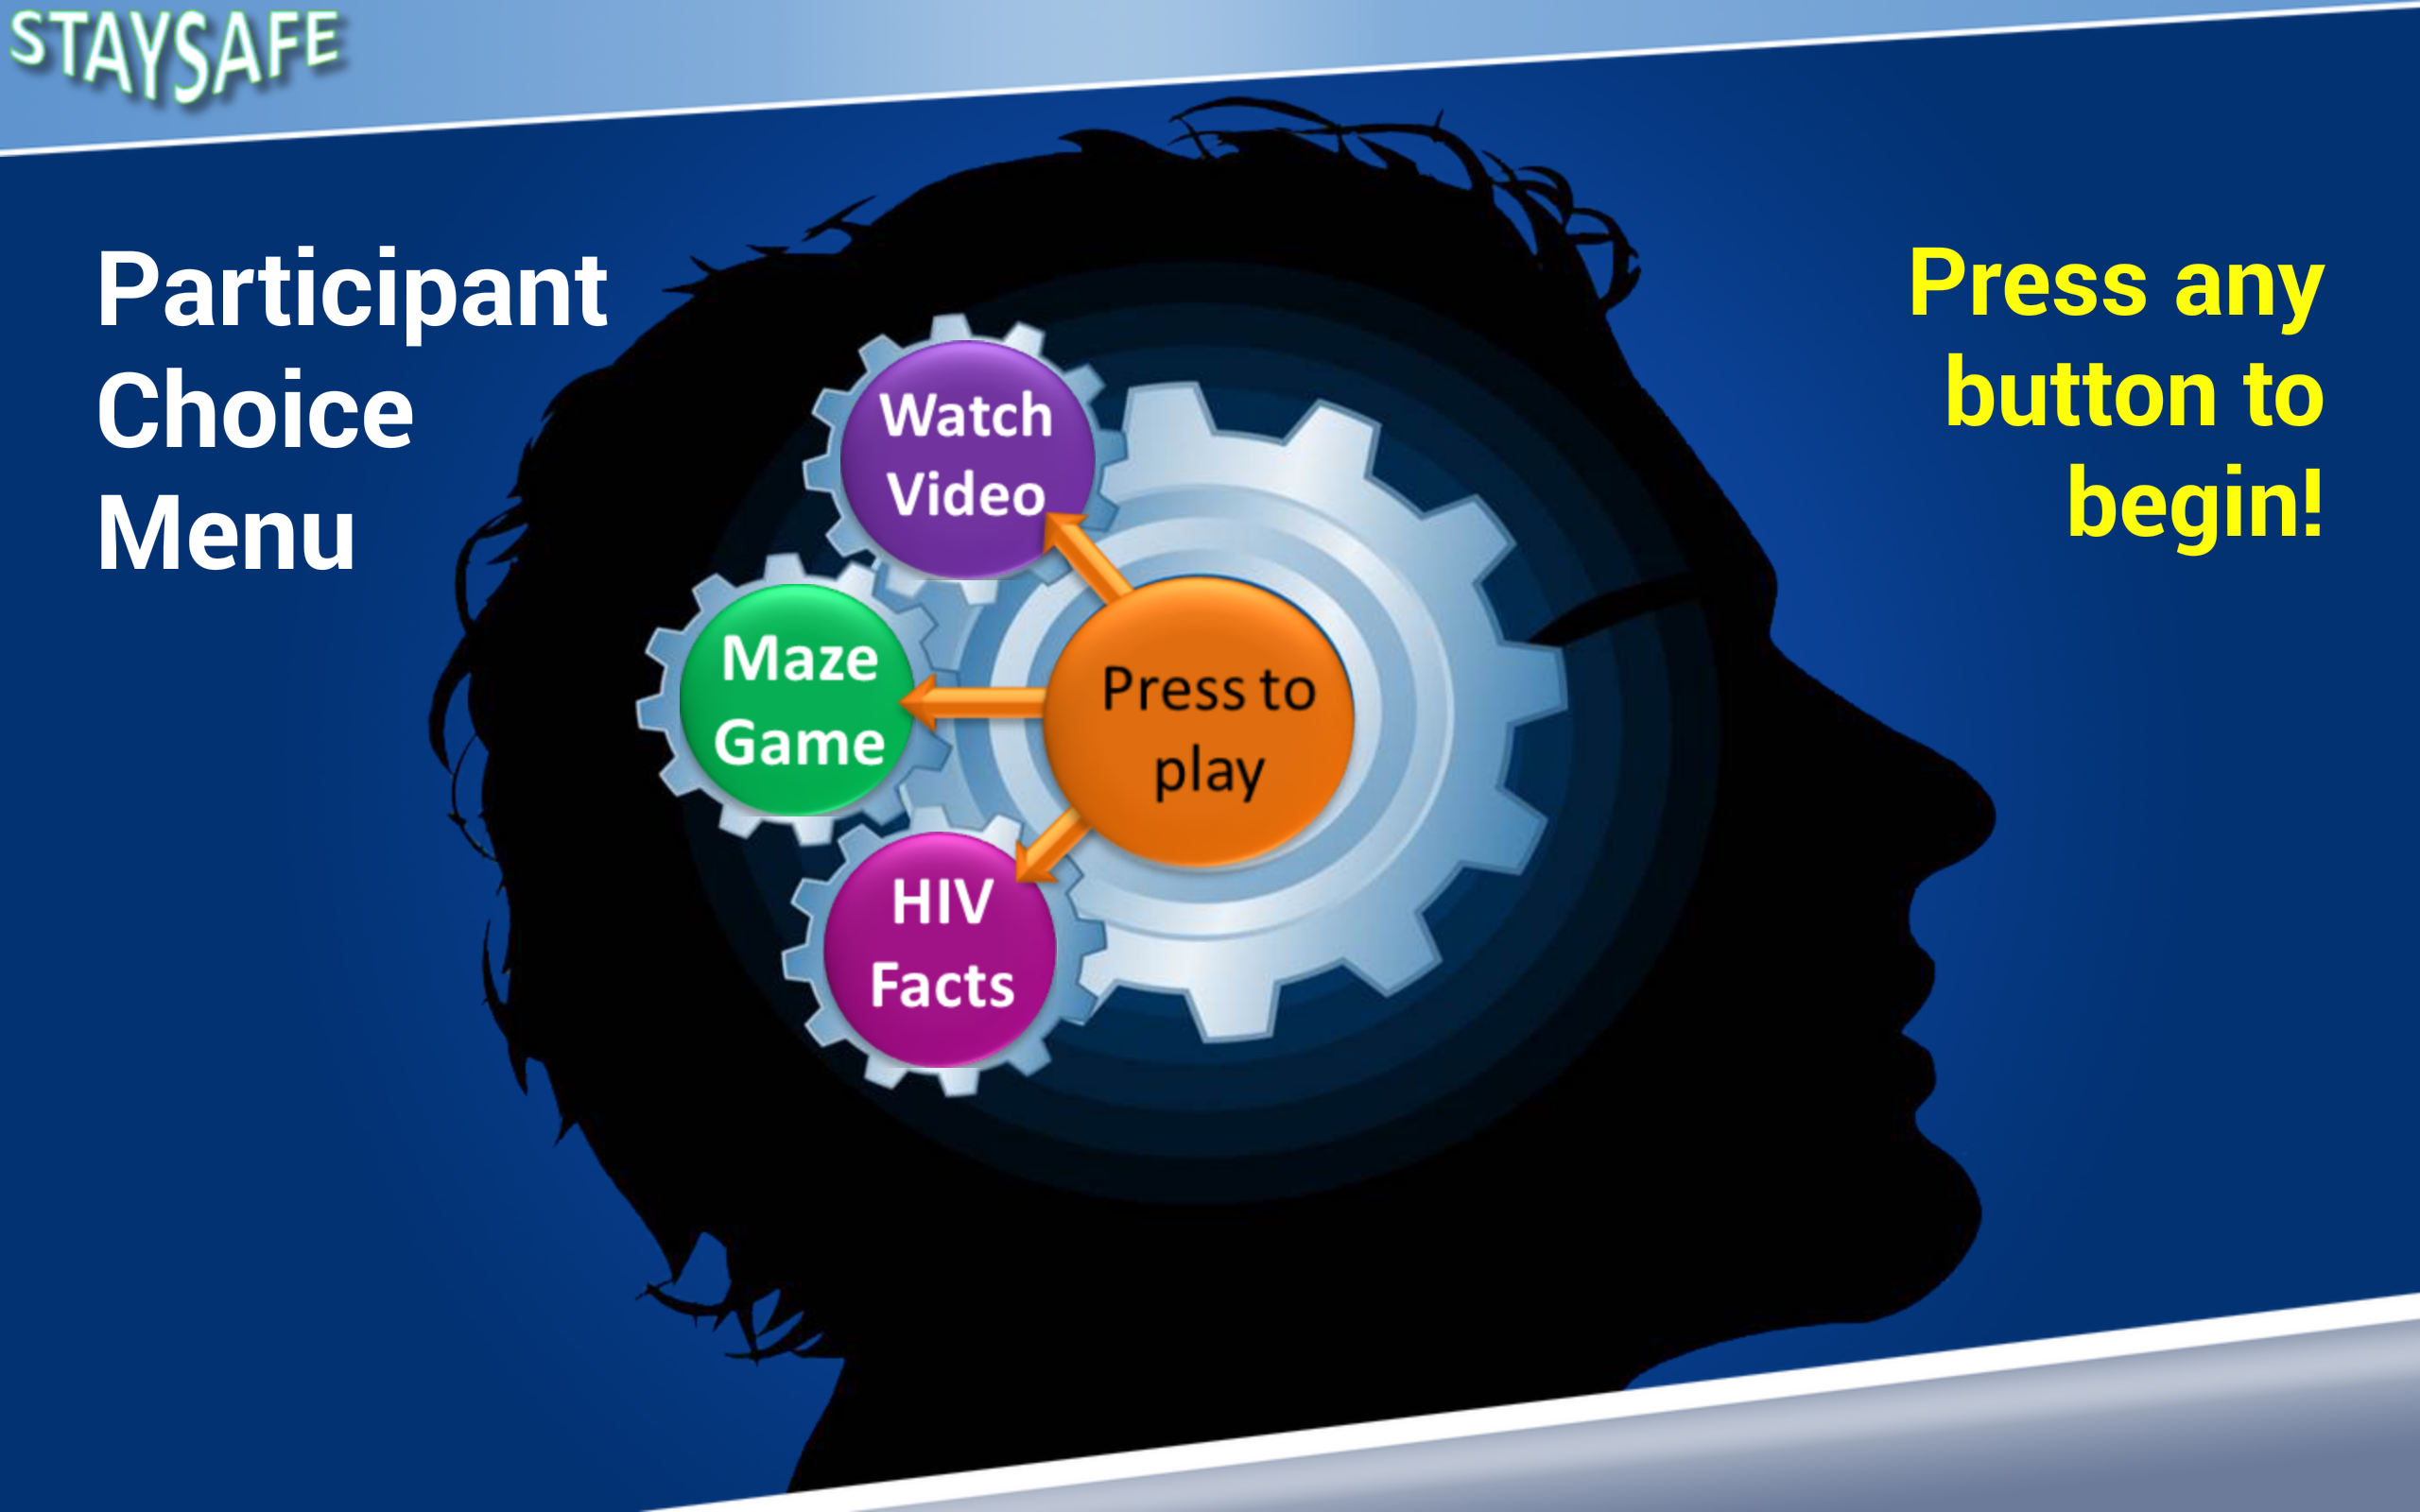 STAYSAFE
Participant
Choice
Menu
Press any
button to
begin!
Watch
Video
Maze
Game
Press to
play
HIV
Facts